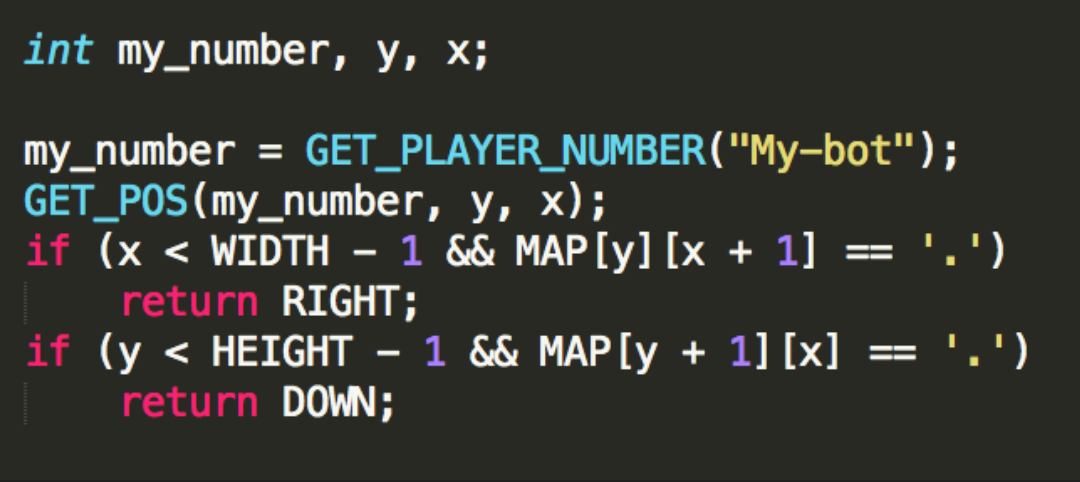 int my_number, y, x;
my_number = GET_PLAYER_NUMBER("My-bot");
GET_POS(my_number, y, x);
if (x < WIDTH - 1 && MAP[y][x + 1] == '.')
return RIGHT;
if (y < HEIGHT - 1 && MAP[y + 1][x] == '.')
return DOWN;